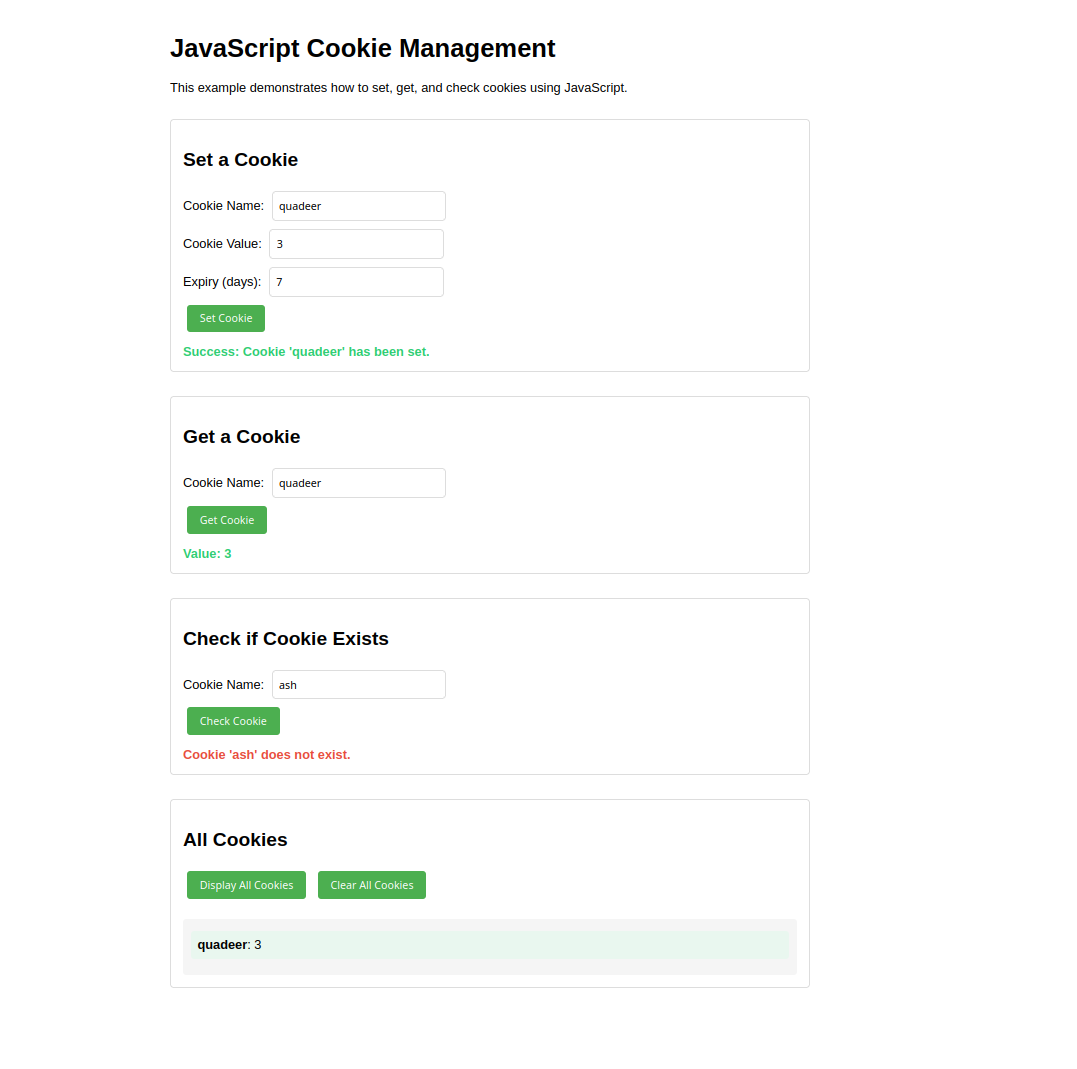 JavaScript Cookie Management
This example demonstrates how to set, get, and check cookies using JavaScript.
Set a Cookie
Cookie Name: quadeer
Cookie Value: 3
Expiry (days): 7
Set Cookie
Success: Cookie 'quadeer' has been set.
Get a Cookie
Cookie Name: quadeer
Get Cookie
Value: 3
Check if Cookie Exists
Cookie Name: ash
Check Cookie
Cookie 'ash' does not exist.
All Cookies
Display All Cookies Clear All Cookies
quadeer: 3